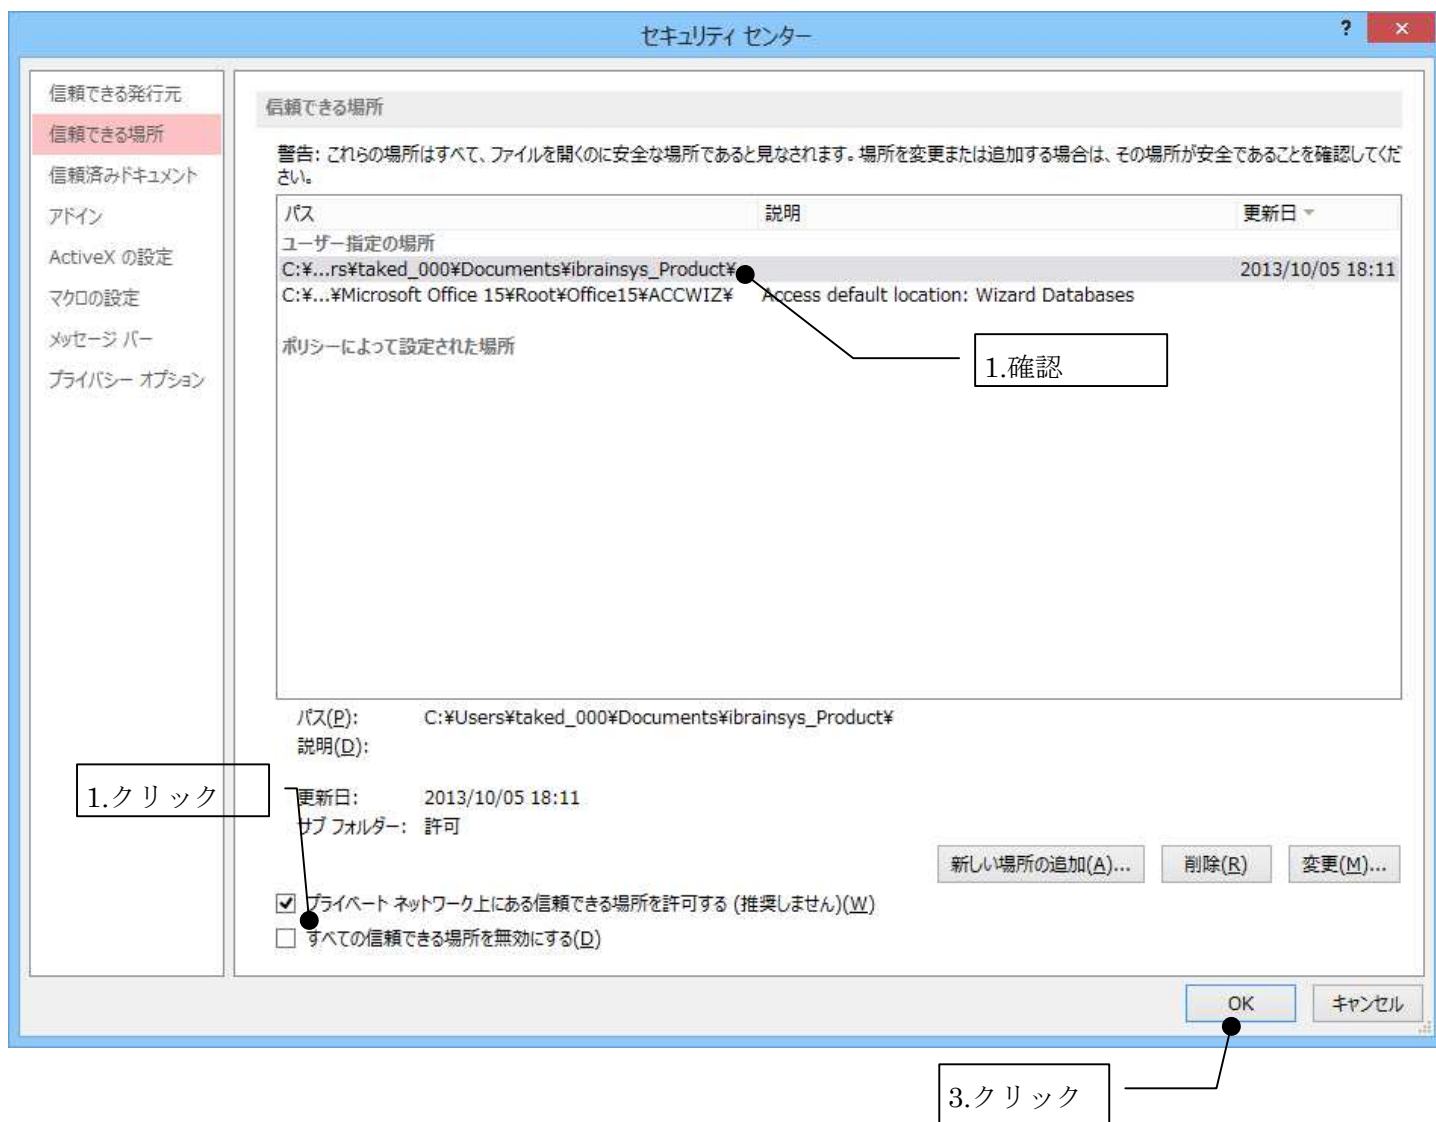 セキュリティ センター
?
×
信頼できる発行元
信頼できる場所
信頼済みドキュメント
アドイン
ActiveX の設定
マクロの設定
メッセージ バー
プライバシー オプション
信頼できる場所
警告: これらの場所はすべて、ファイルを開くのに安全な場所であると見なされます。場所を変更または追加する場合は、その場所が安全であることを確認してくだ
さい。
パス 説明 更新日
ユーザー指定の場所
C:¥...rs¥taked_000¥Documents¥ibrainsys_Product¥ 2013/10/05 18:11
C:¥...¥Microsoft Office 15¥Root¥Office15¥ACCWIZ¥ Access default location: Wizard Databases
ポリシーによって設定された場所
1.確認
パス(P): C:¥Users¥taked_000¥Documents¥ibrainsys_Product¥
説明(D):
1.クリック
更新日: 2013/10/05 18:11
サブ フォルダー: 許可
新しい場所の追加(A)... 削除(R) 変更(M)...
プライベート ネットワーク上にある信頼できる場所を許可する (推奨しません)(W)
すべての信頼できる場所を無効にする(D)
OK キャンセル
3.クリック